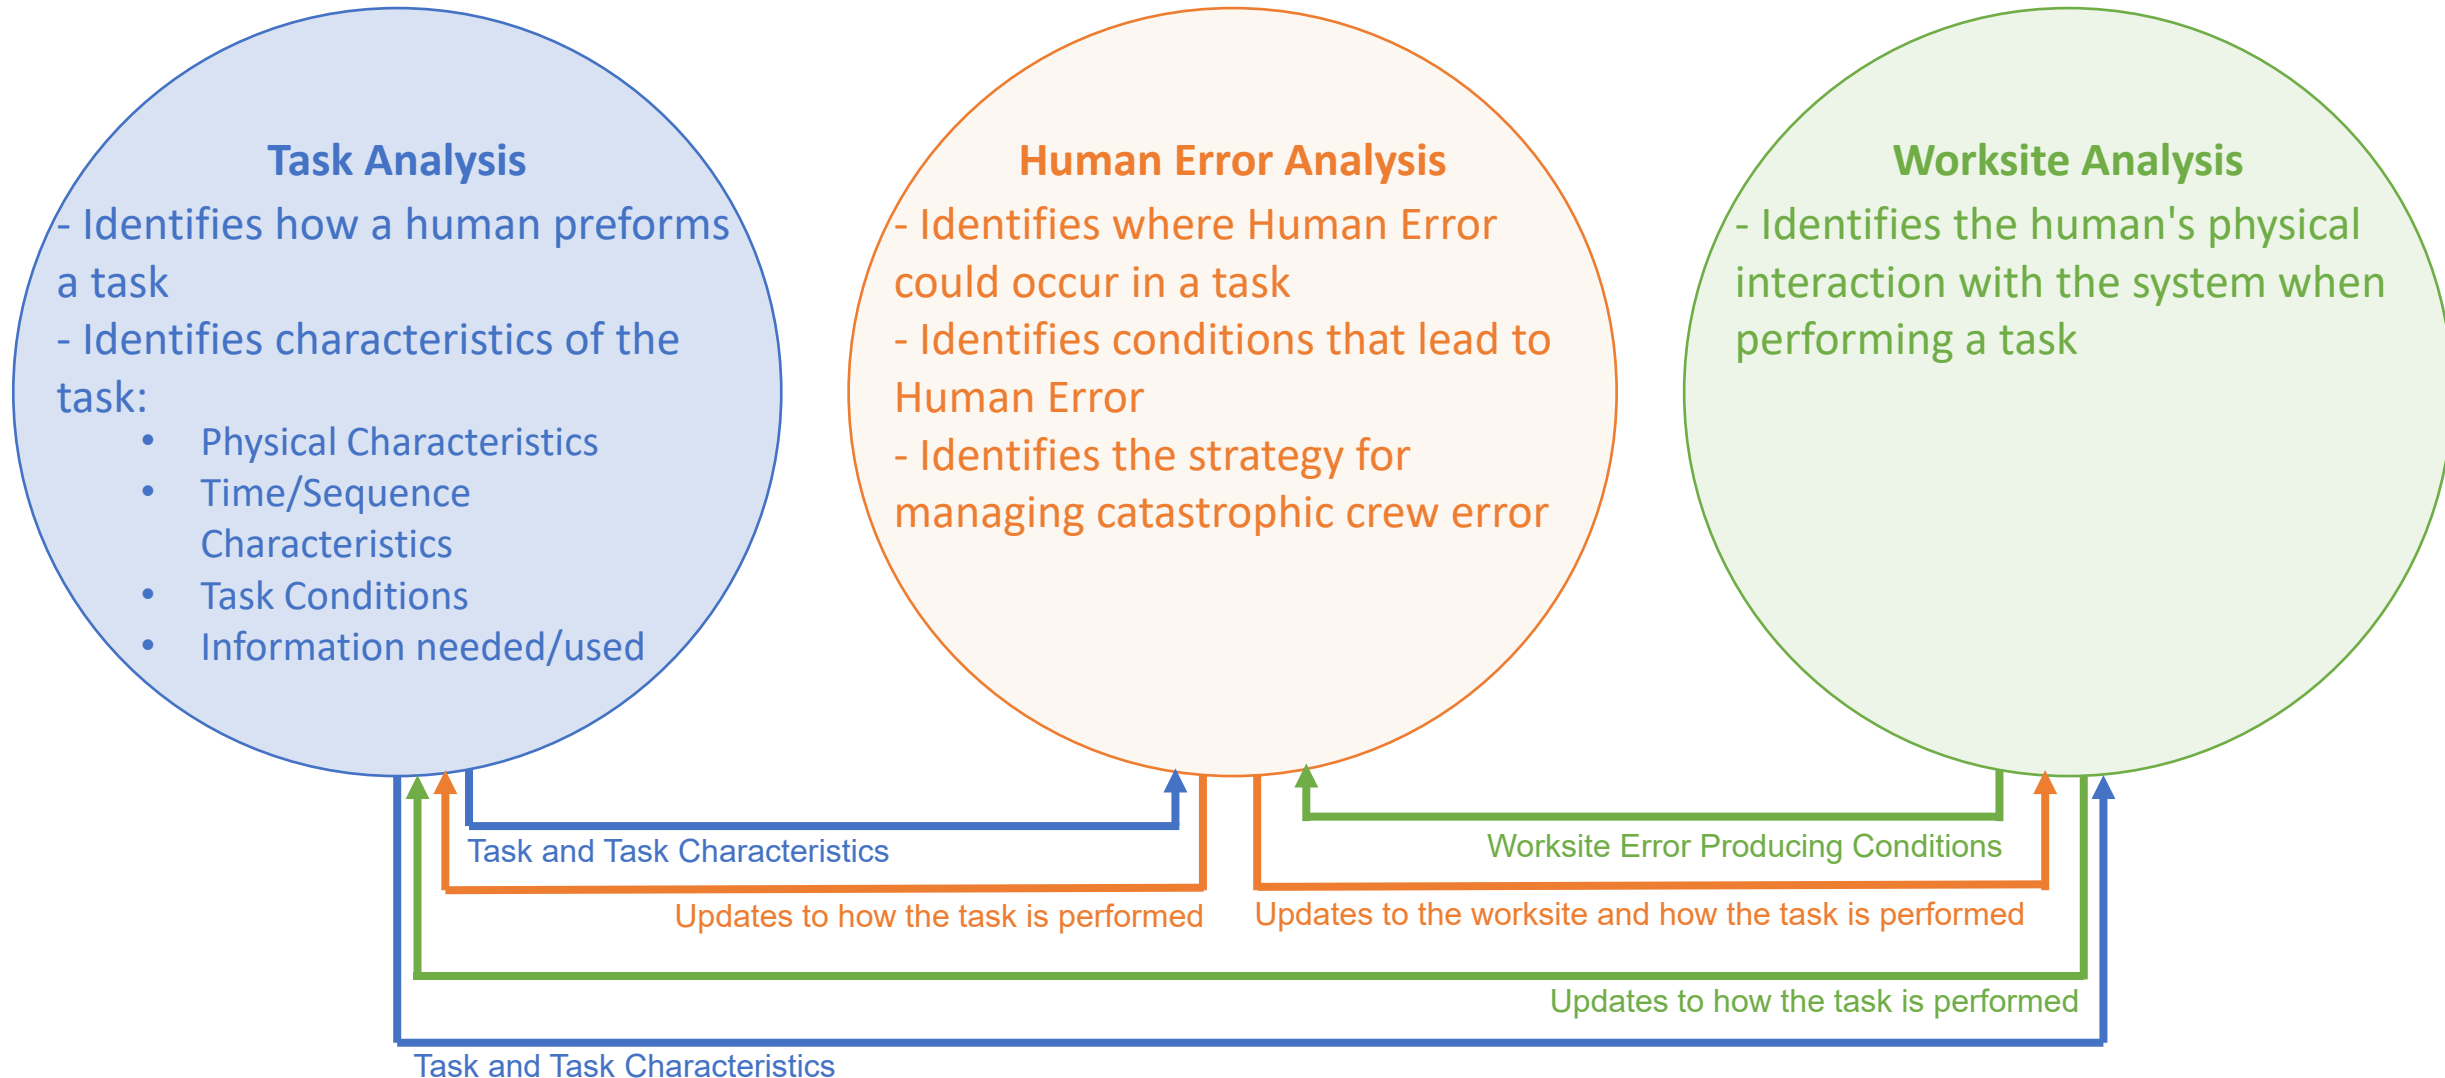 Task Analysis
- Identifies how a human preforms
a task
- Identifies characteristics of the
task:
• Physical Characteristics
• Time/Sequence
Characteristics
• Task Conditions
• Information needed/used
Human Error Analysis
- Identifies where Human Error
could occur in a task
- Identifies conditions that lead to
Human Error
- Identifies the strategy for
managing catastrophic crew error
Worksite Analysis
- Identifies the human's physical
interaction with the system when
performing a task
Task and Task Characteristics
Worksite Error Producing Conditions
Updates to how the task is performed
Updates to the worksite and how the task is performed
Updates to how the task is performed
Task and Task Characteristics